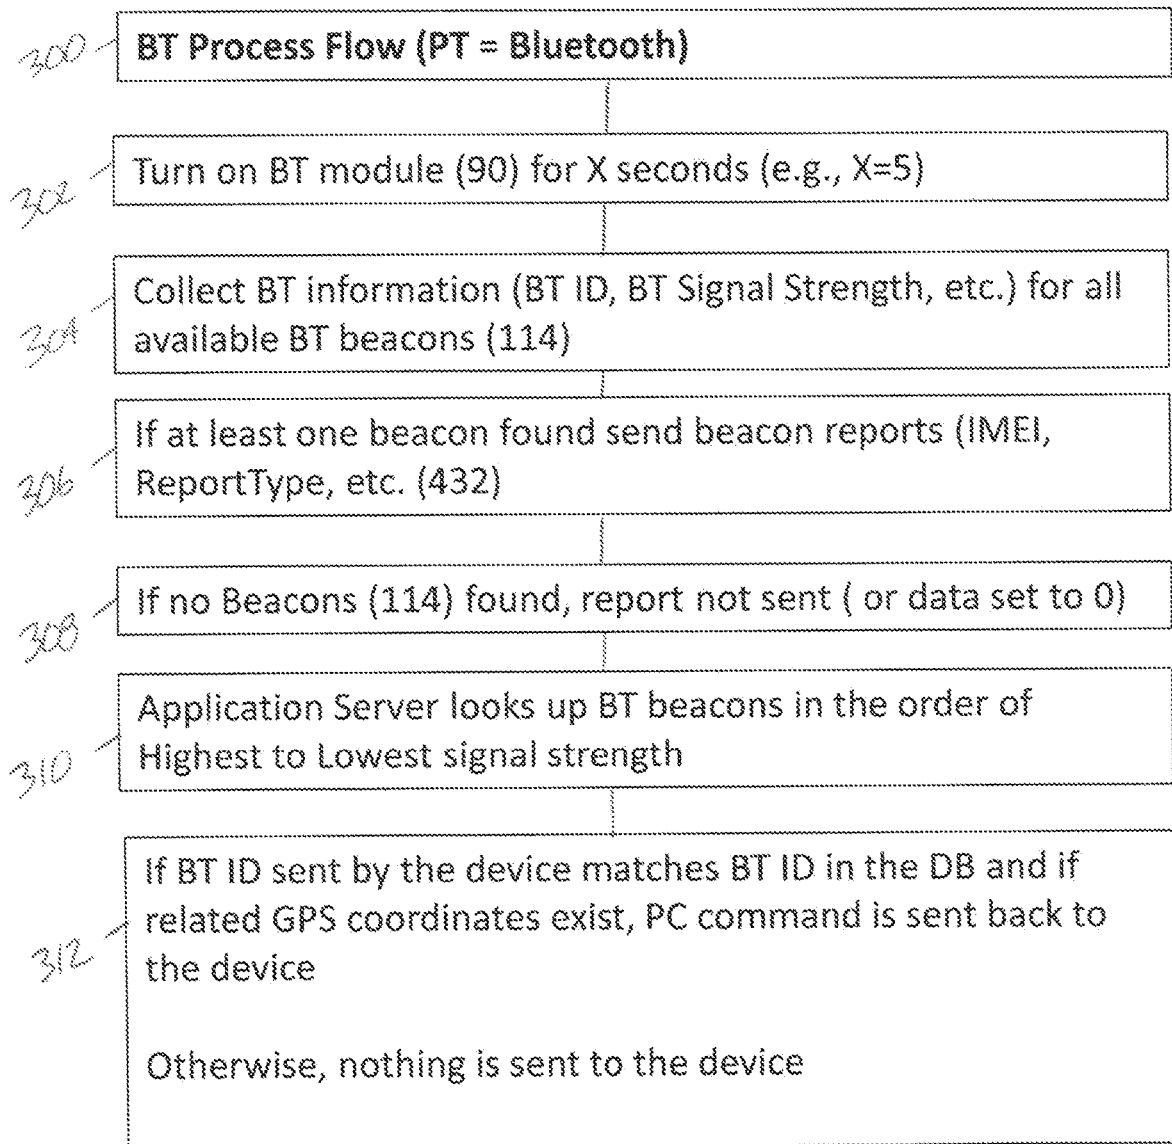 300
BT Process Flow (PT = Bluetooth)
302
Turn on BT module (90) for X seconds (e.g., X=5)
304
Collect BT information (BT ID, BT Signal Strength, etc.) for all
available BT beacons (114)
306
If at least one beacon found send beacon reports (IMEI,
ReportType, etc. (432)
308
If no Beacons (114) found, report not sent ( or data set to 0)
310
Application Server looks up BT beacons in the order of
Highest to Lowest signal strength
312
If BT ID sent by the device matches BT ID in the DB and if
related GPS coordinates exist, PC command is sent back to
the device
Otherwise, nothing is sent to the device